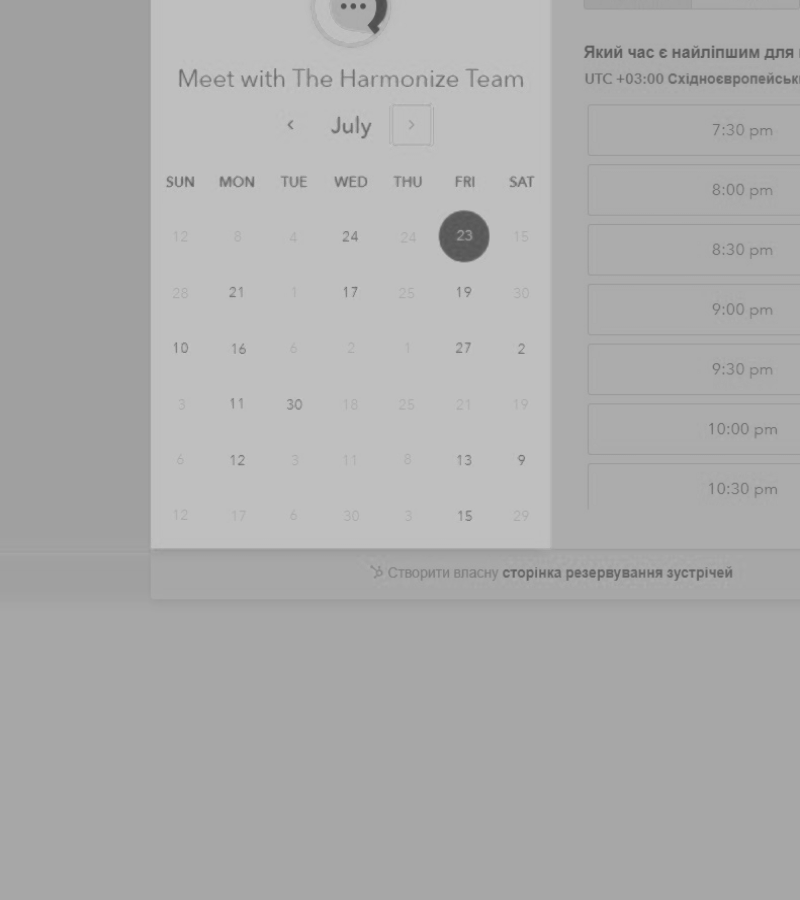 Meet with The Harmonize Team
July
SUN MON TUE WED THU FRI SAT
12 8 4 24 24 23 15
28 21 1 17 25 19 30
10 16 6 2 1 27 2
3 11 30 18 25 21 19
6 12 3 11 8 13 9
12 17 6 30 3 15 29
Який час є найліпшим для
UTC +03:00
7:30 pm
8:00 pm
8:30 pm
9:00 pm
9:30 pm
10:00 pm
10:30 pm
Створити власну сторінка резервування зустрічей